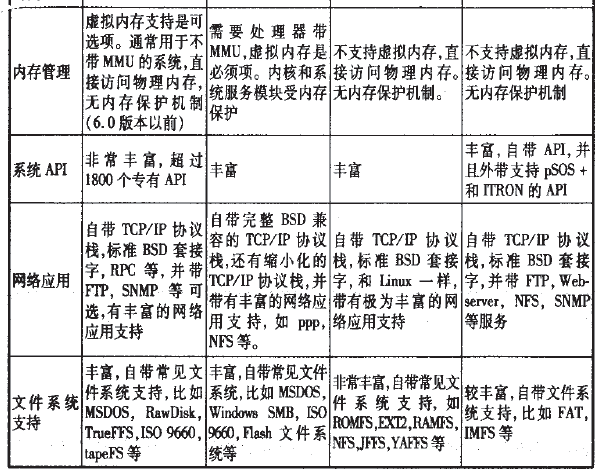 内存管理
虚拟内存支持是可
选项。通常用于不
带 MMU 的系统,直
接访问物理内存,
无内存保护机制
(6.0 版本以前)
需要处理器带
MMU,虚拟内存是
必须项。内核和系
统服务模块受内存
保护
不支持虚拟内存,直
接访问物理内存。
无内存保护机制。
不支持虚拟内存,直
接访问物理内存。
无内存保护机制
系统 API
非常丰富,超过
1800 个专有 API
丰富
丰富
丰富,自带 API,并
且外带支持 pSOS +
和 ITRON 的 API
网络应用
自带 TCP/IP 协议
栈,标准 BSD 套接
字,RPC 等,并带
FTP, SNMP 等可
选,有丰富的网络
应用支持
自带完整 BSD 兼
容的 TCP/IP 协议
栈,还有缩小化的
TCP/IP 协议栈,并
带有丰富的网络应
用支持,如 ppp,
NFS 等。
自带 TCP/IP 协议
栈,标准 BSD 套接
字,和 Linux 一样,
带有极为丰富的网
络应用支持
自带 TCP/IP 协议
栈,标准 BSD 套接
字,并带 FTP, Web-
server, NFS, SNMP
等服务
文件系统
支持
丰富,自带常见文
件系统支持,比如
MSDOS, RawDisk,
TrueFFS,ISO 9660,
tapeFS 等
丰富,自带常见文件
系统,比如 MSDOS,
Windows SMB, ISO
9660,Flash 文件系
统等
非常丰富,自带常见文
件系统支持,如
ROMFS,EXT2,RAMFS,
NFS,JFFS,YAFFS 等
较丰富,自带文件系
统支持,比如 FAT,
IMFS 等